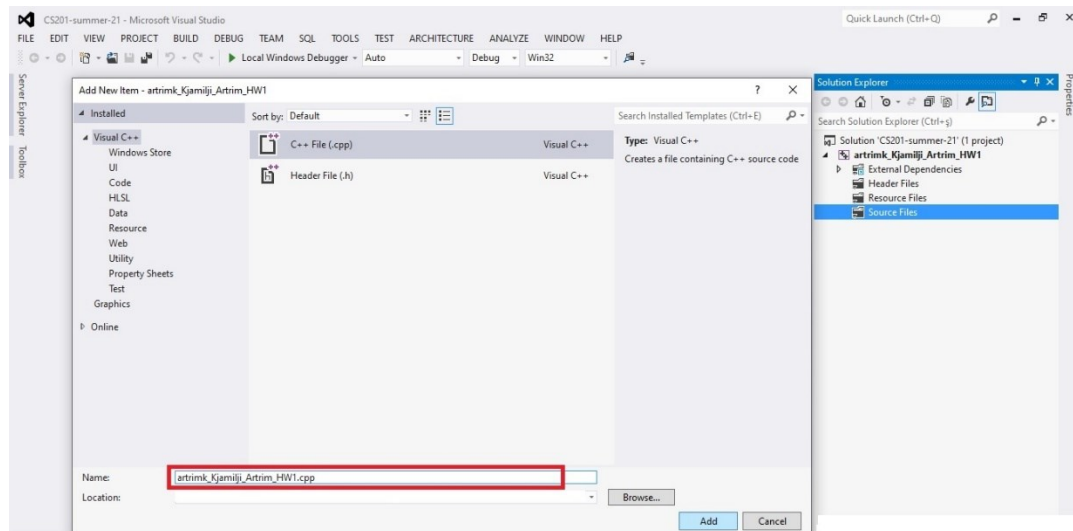 CS201-summer-21 - Microsoft Visual Studio
Quick Launch (Ctrl+Q)
FILE EDIT VIEW PROJECT BUILD DEBUG TEAM SQL TOOLS TEST ARCHITECTURE ANALYZE WINDOW HELP
Local Windows Debugger Auto Debug Win32
Server Explorer
Toolbox
Add New Item - artrimk_Kjamilji_Artrim_HW1
? X
Installed
Visual C++
Windows Store
UI
Code
HLSL
Data
Resource
Web
Utility
Property Sheets
Test
Graphics
Online
Sort by: Default
C++ File (.cpp) Visual C++
Header File (.h) Visual C++
Search Installed Templates (Ctrl+E)
Type: Visual C++
Creates a file containing C++ source code
Name: artrimk_Kjamilji_Artrim_HW1.cpp
Location:
Browse...
Add Cancel
Solution Explorer
Search Solution Explorer (Ctrl+ş)
Solution 'CS201-summer-21' (1 project)
artrimk_Kjamilji_Artrim_HW1
External Dependencies
Header Files
Resource Files
Source Files
Properties